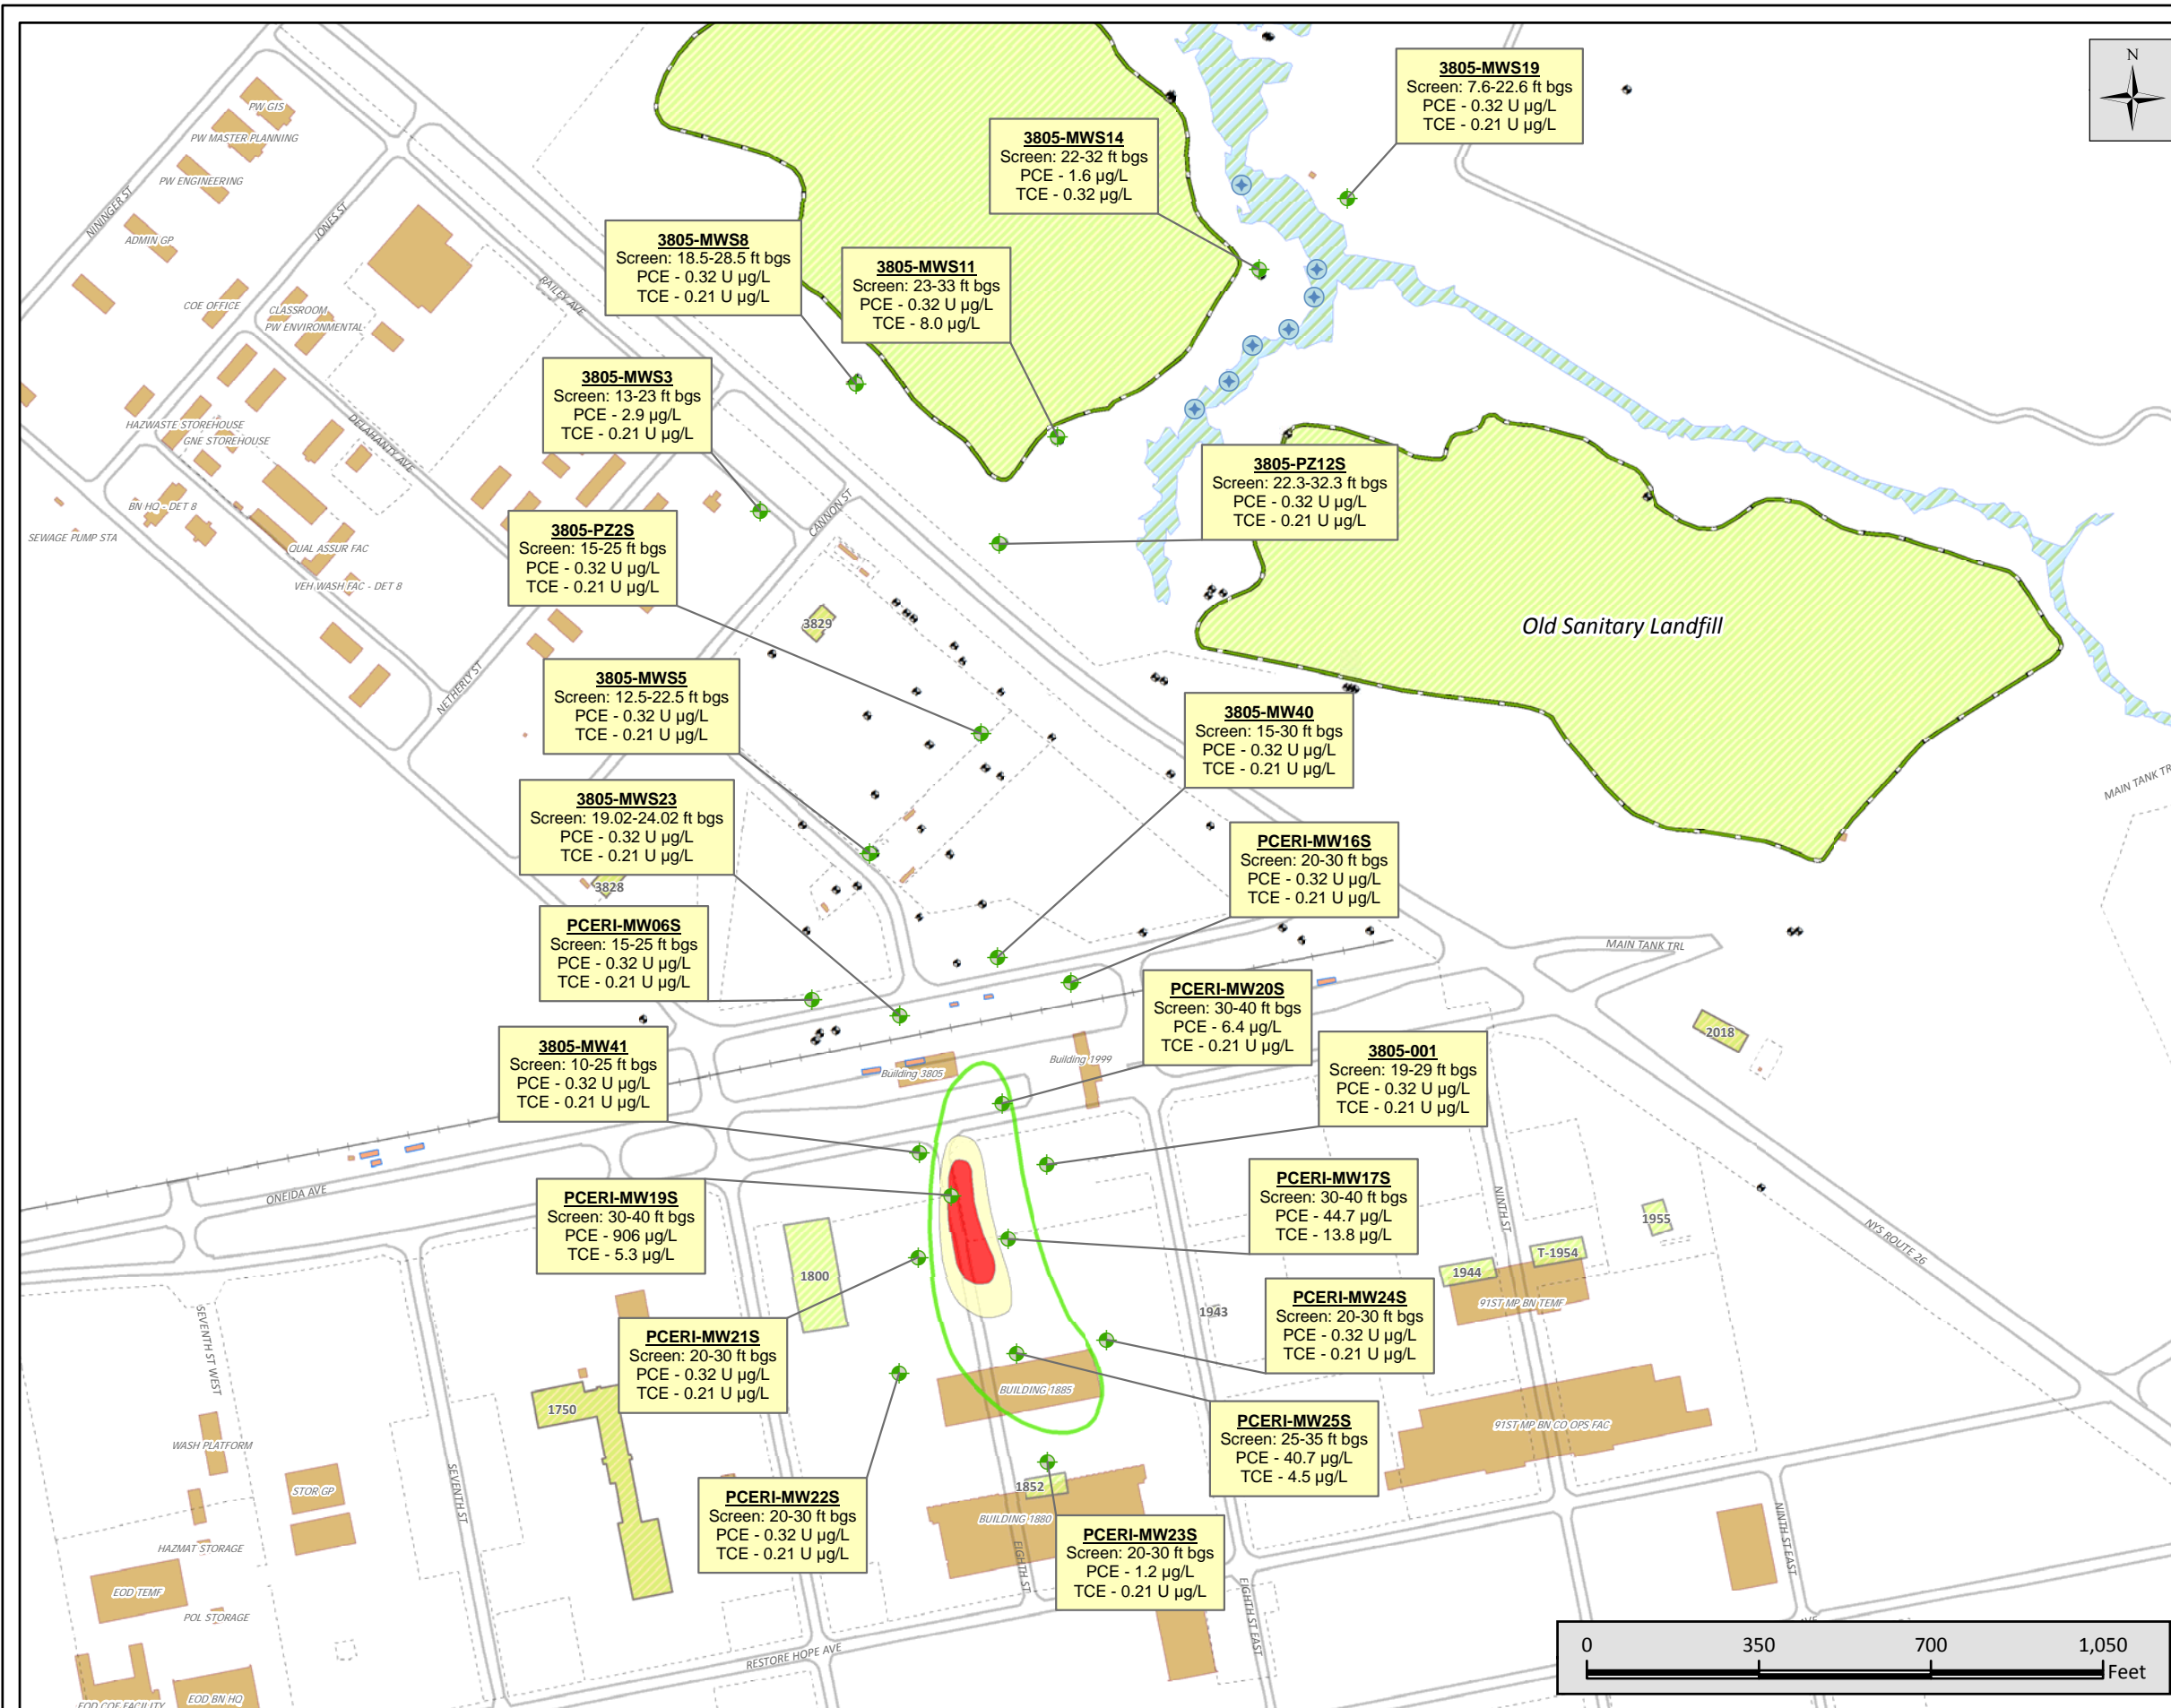 N
3805-MWS19
Screen: 7.6-22.6 ft bgs
PCE - 0.32 U µg/L
TCE - 0.21 U µg/L
3805-MWS14
Screen: 22-32 ft bgs
PCE - 1.6 µg/L
TCE - 0.32 µg/L
3805-MWS8
Screen: 18.5-28.5 ft bgs
PCE - 0.32 U µg/L
TCE - 0.21 U µg/L
3805-MWS11
Screen: 23-33 ft bgs
PCE - 0.32 U µg/L
TCE - 8.0 µg/L
3805-MWS3
Screen: 13-23 ft bgs
PCE - 2.9 µg/L
TCE - 0.21 U µg/L
3805-PZ12S
Screen: 22.3-32.3 ft bgs
PCE - 0.32 U µg/L
TCE - 0.21 U µg/L
3805-PZ2S
Screen: 15-25 ft bgs
PCE - 0.32 U µg/L
TCE - 0.21 U µg/L
3805-MWS5
Screen: 12.5-22.5 ft bgs
PCE - 0.32 U µg/L
TCE - 0.21 U µg/L
3805-MW40
Screen: 15-30 ft bgs
PCE - 0.32 U µg/L
TCE - 0.21 U µg/L
3805-MWS23
Screen: 19.02-24.02 ft bgs
PCE - 0.32 U µg/L
TCE - 0.21 U µg/L
PCERI-MW16S
Screen: 20-30 ft bgs
PCE - 0.32 U µg/L
TCE - 0.21 U µg/L
PCERI-MW06S
Screen: 15-25 ft bgs
PCE - 0.32 U µg/L
TCE - 0.21 U µg/L
PCERI-MW20S
Screen: 30-40 ft bgs
PCE - 6.4 µg/L
TCE - 0.21 U µg/L
3805-MW41
Screen: 10-25 ft bgs
PCE - 0.32 U µg/L
TCE - 0.21 U µg/L
3805-001
Screen: 19-29 ft bgs
PCE - 0.32 U µg/L
TCE - 0.21 U µg/L
PCERI-MW19S
Screen: 30-40 ft bgs
PCE - 906 µg/L
TCE - 5.3 µg/L
PCERI-MW17S
Screen: 30-40 ft bgs
PCE - 44.7 µg/L
TCE - 13.8 µg/L
PCERI-MW24S
Screen: 20-30 ft bgs
PCE - 0.32 U µg/L
TCE - 0.21 U µg/L
PCERI-MW21S
Screen: 20-30 ft bgs
PCE - 0.32 U µg/L
TCE - 0.21 U µg/L
PCERI-MW25S
Screen: 25-35 ft bgs
PCE - 40.7 µg/L
TCE - 4.5 µg/L
PCERI-MW22S
Screen: 20-30 ft bgs
PCE - 0.32 U µg/L
TCE - 0.21 U µg/L
PCERI-MW23S
Screen: 20-30 ft bgs
PCE - 1.2 µg/L
TCE - 0.21 U µg/L
PW GIS
PW MASTER PLANNING
PW ENGINEERING
NININGER ST
JONES ST
ADMIN GP
COE OFFICE
CLASSROOM
PW ENVIRONMENTAL
RAILEY AVE
HAZWASTE STOREHOUSE
GNE STOREHOUSE
DELAHANTY AVE
BN HQ - DET 8
SEWAGE PUMP STA
QUAL ASSUR FAC
VEH WASH FAC - DET 8
CANNON ST
NETHERLY ST
3829
3828
Old Sanitary Landfill
MAIN TANK TR
MAIN TANK TRL
2018
Building 3805
Building 1999
ONEIDA AVE
NINTH ST
NYS ROUTE 26
1955
T-1954
1944
91ST MP BN TEMF
1943
1800
SEVENTH ST WEST
1750
BUILDING 1885
91ST MP BN CO OPS FAC
WASH PLATFORM
STOR GP
SEVENTH ST
1852
BUILDING 1880
HAZMAT STORAGE
EOD TEMF
POL STORAGE
EIGHTH ST
EIGHTH ST EAST
NINTH ST EAST
AVE
RESTORE HOPE AVE
EOD COF FACILITY
EOD BN HQ
0 350 700 1,050
Feet